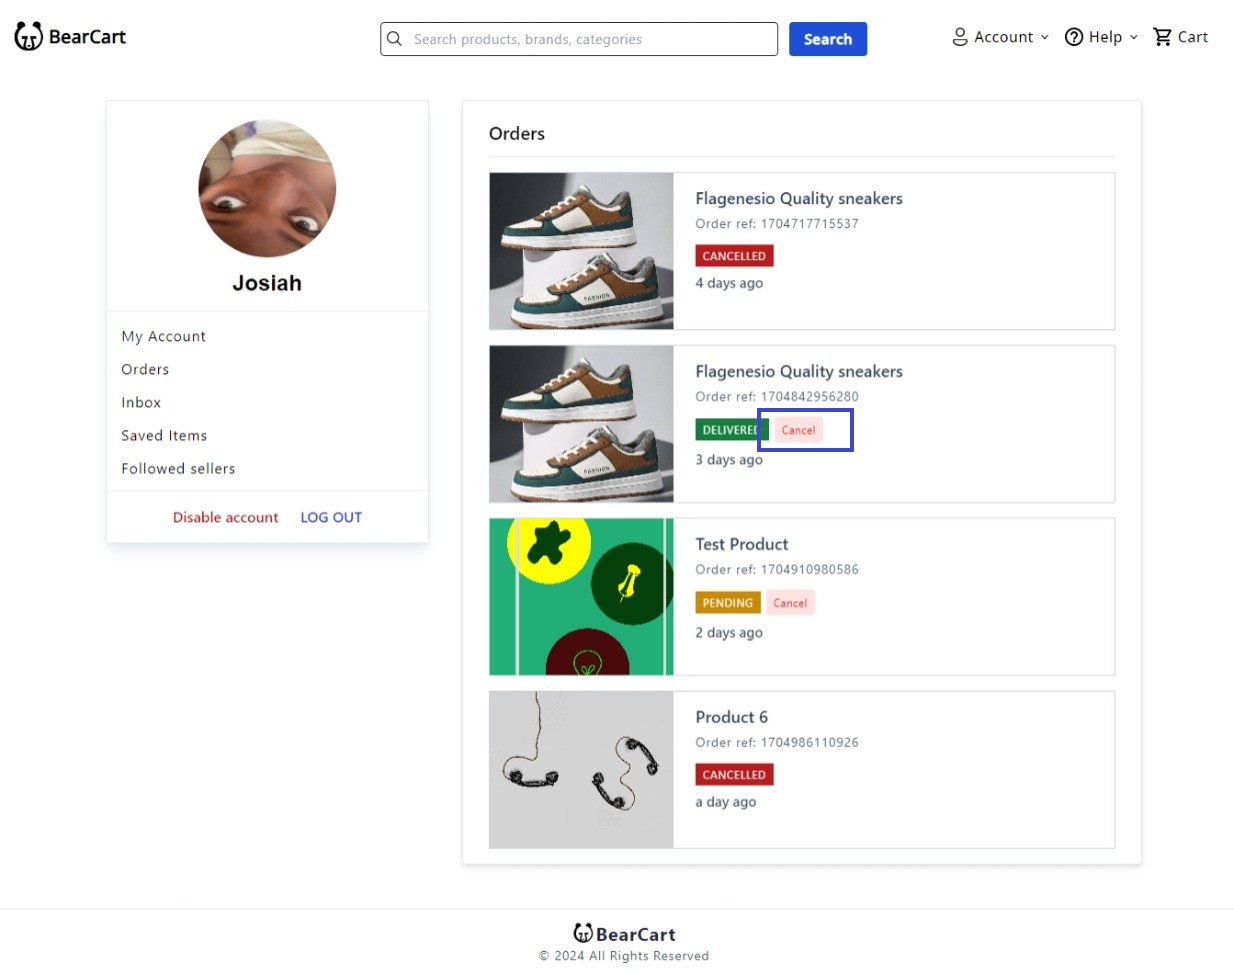 BearCart
Search products, brands, categories
Search
Account
Help
Cart
Josiah
My Account
Orders
Inbox
Saved Items
Followed sellers
Disable account LOG OUT
Orders
Flagenesio Quality sneakers
Order ref: 1704717715537
CANCELLED
4 days ago
FASHION
Flagenesio Quality sneakers
Order ref: 1704842956280
DELIVERED Cancel
3 days ago
FASHION
Test Product
Order ref: 1704910980586
PENDING Cancel
2 days ago
Product 6
Order ref: 1704986110926
CANCELLED
a day ago
BearCart
© 2024 All Rights Reserved